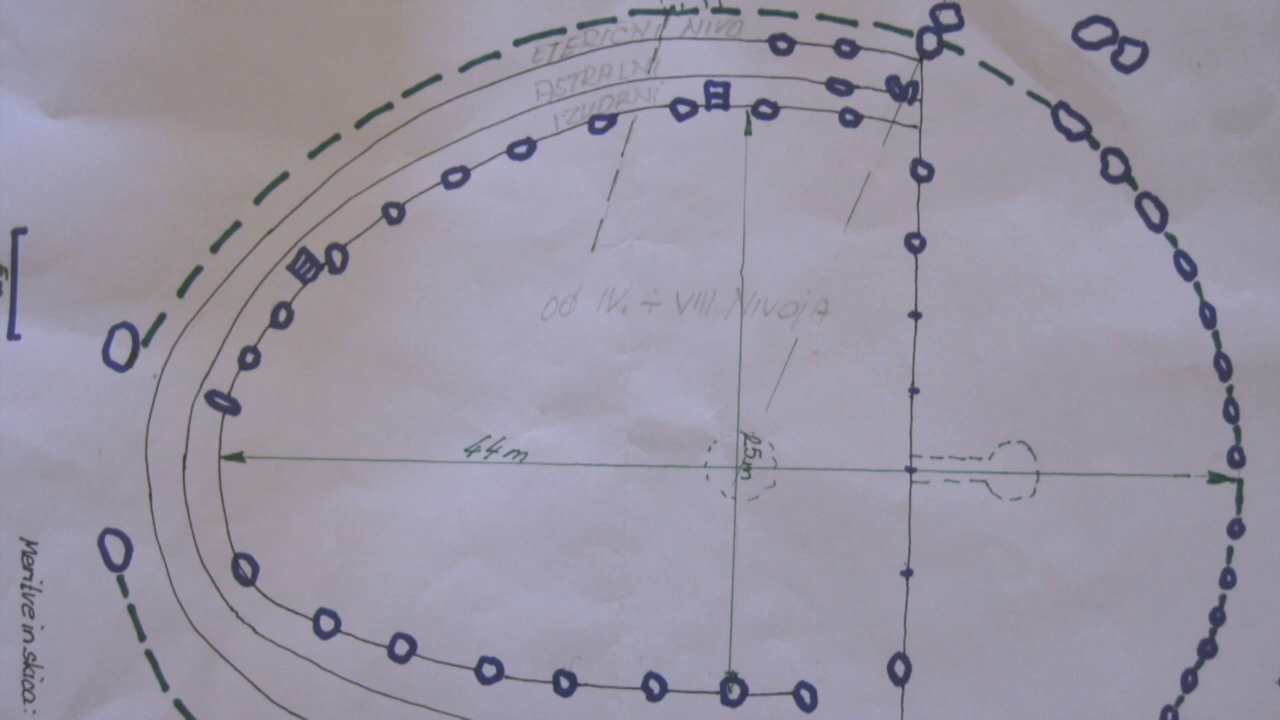 ETERIČNI NIVO
ASTRALNI
IZVORNI
OD IV. ÷ VIII NIVOJA
44m
25m
Meritve in skica: